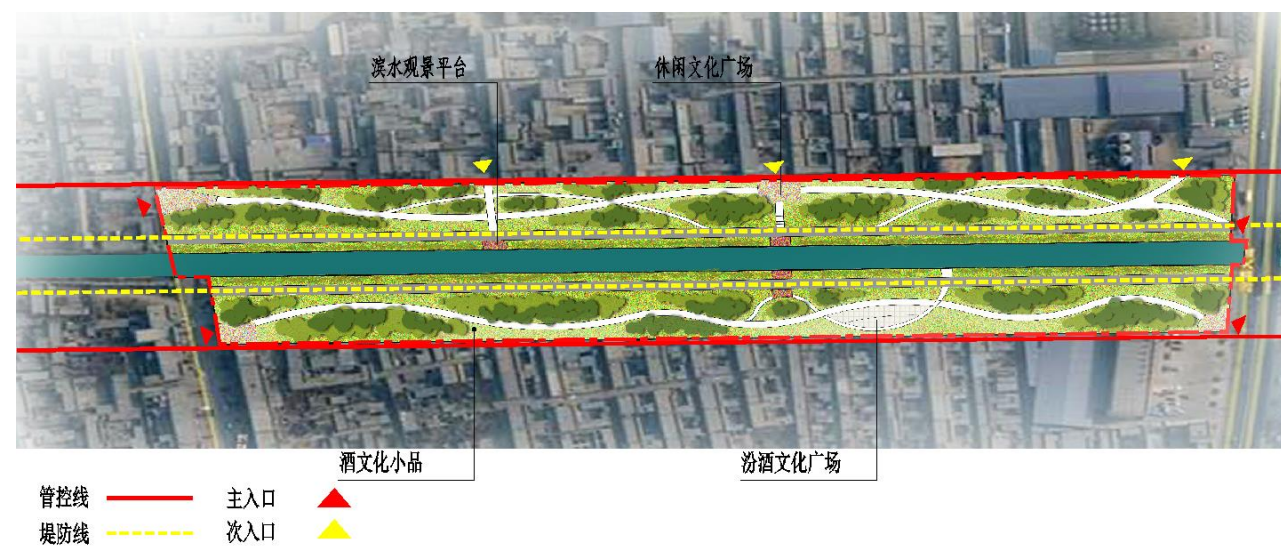 滨水观景平台
休闲文化广场
酒文化小品
汾酒文化广场
管控线
主入口
堤防线
次入口